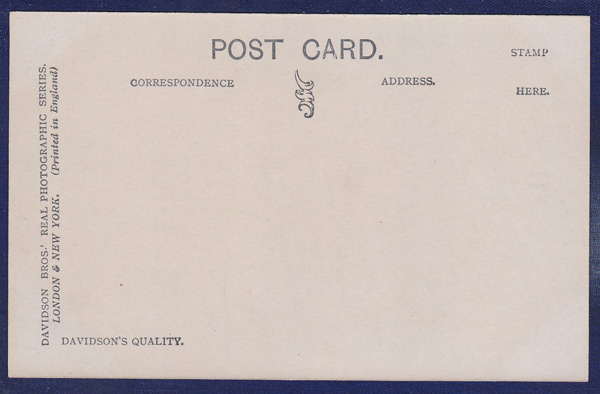 POST CARD.
STAMP
HERE.
CORRESPONDENCE
ADDRESS.
DAVIDSON BROS.' REAL PHOTOGRAPHIC SERIES.
LONDON & NEW YORK. (Printed in England)
DAVIDSON'S QUALITY.